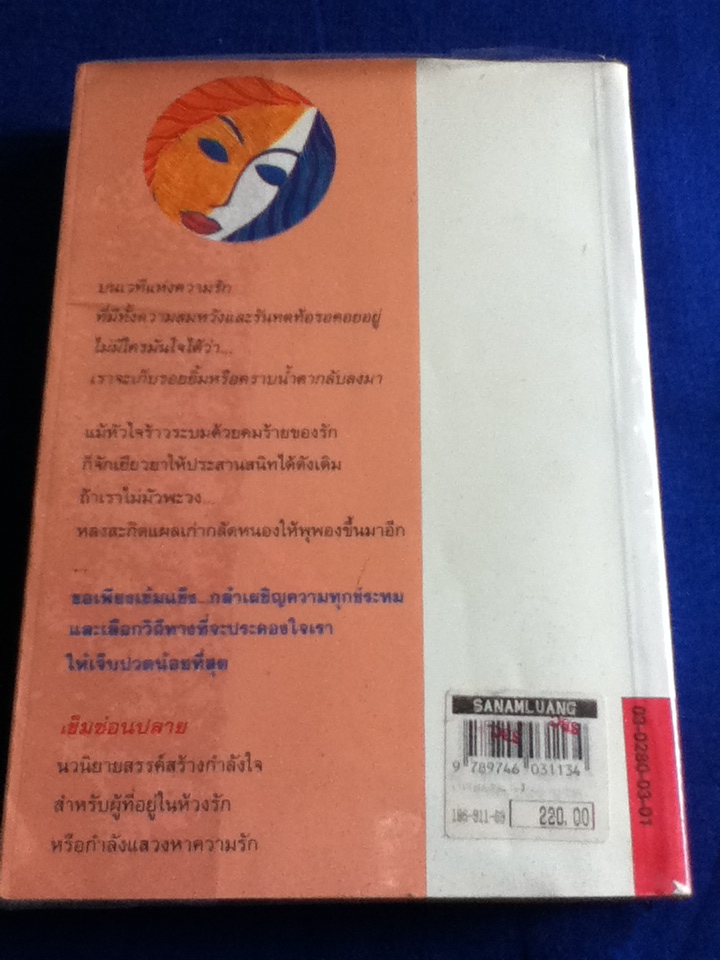 บนเวทีแห่งความรัก
ที่มีทั้งความสมหวังและรันทดท้อรอคอยอยู่
ไม่มีใครมั่นใจได้ว่า...
เราจะเก็บรอยยิ้มหรือคราบน้ำตากลับลงมา
แม้หัวใจร้าวระบมด้วยคมร้ายของรัก
ก็จักเยียวยาให้ประสานสนิทได้ดังเดิม
ถ้าเราไม่มัวพะวง...
หลงสะกิดแผลเก่ากลัดหนองให้พุพองขึ้นมาอีก
ขอเพียงเข้มแข็ง...กล้าเผชิญความทุกข์ระทม
และเลือกวิถีทางที่จะประคองใจเรา
ให้เจ็บปวดน้อยที่สุด
เข็มซ่อนปลาย
นวนิยายสรรค์สร้างกำลังใจ
สำหรับผู้ที่อยู่ในห้วงรัก
หรือกำลังแสวงหาความรัก
SANAMLUANG
9 789746 031134
220.00
03-0280-03-01